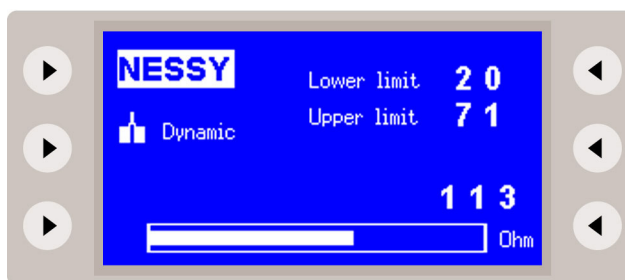 NESSY
Lower limit 20
Upper limit 71
Dynamic
113
Ohm